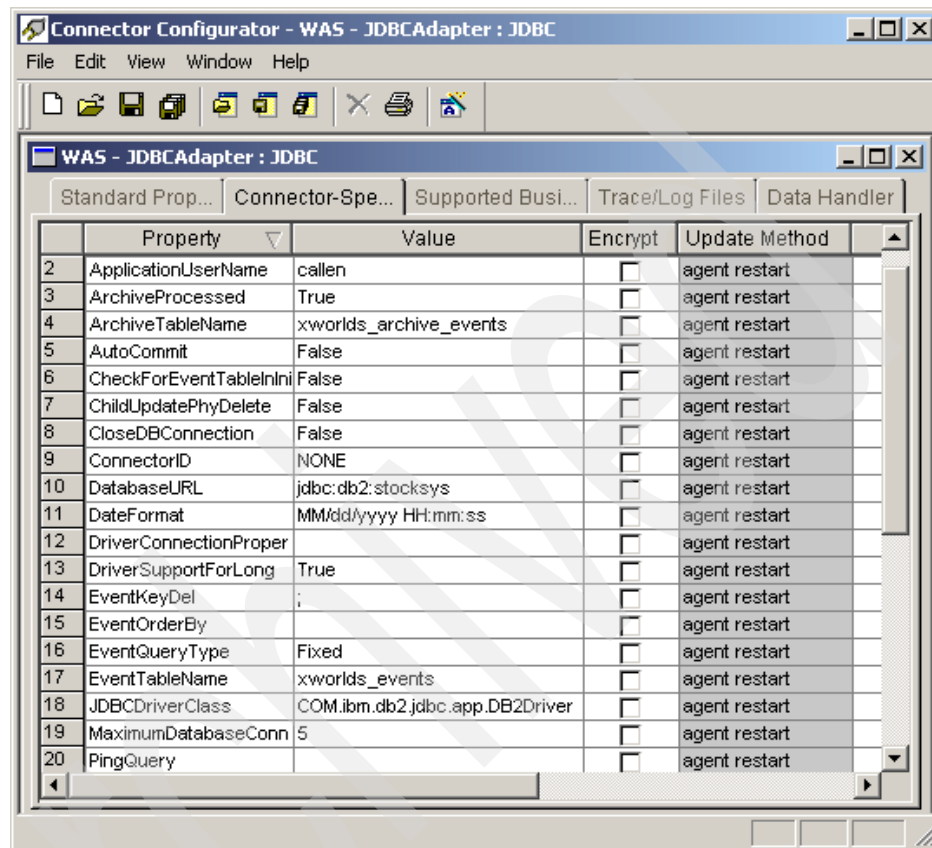 Connector Configurator - WAS - JDBCAdapter : JDBC
File Edit View Window Help
WAS - JDBCAdapter : JDBC
Standard Prop... Connector-Spe... Supported Busi... Trace/Log Files Data Handler
Property Value Encrypt Update Method
2 ApplicationUserName callen agent restart
3 ArchiveProcessed True agent restart
4 ArchiveTableName xworlds_archive_events agent restart
5 AutoCommit False agent restart
6 CheckForEventTableInIni False agent restart
7 ChildUpdatePhyDelete False agent restart
8 CloseDBConnection False agent restart
9 ConnectorID NONE agent restart
10 DatabaseURL jdbc:db2:stocksys agent restart
11 DateFormat MM/dd/yyyy HH:mm:ss agent restart
12 DriverConnectionProper agent restart
13 DriverSupportForLong True agent restart
14 EventKeyDel ; agent restart
15 EventOrderBy agent restart
16 EventQueryType Fixed agent restart
17 EventTableName xworlds_events agent restart
18 JDBCDriverClass COM.ibm.db2.jdbc.app.DB2Driver agent restart
19 MaximumDatabaseConn 5 agent restart
20 PingQuery agent restart